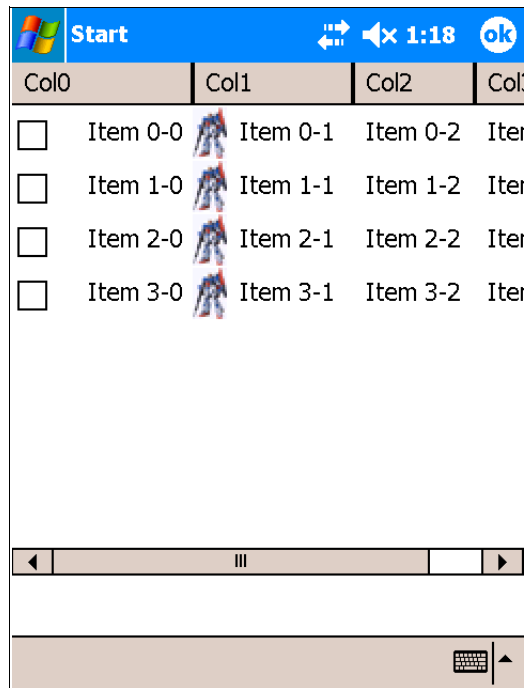 Start 1:18 ok
Col0 Col1 Col2
Item 0-0 Item 0-1 Item 0-2
Item 1-0 Item 1-1 Item 1-2
Item 2-0 Item 2-1 Item 2-2
Item 3-0 Item 3-1 Item 3-2